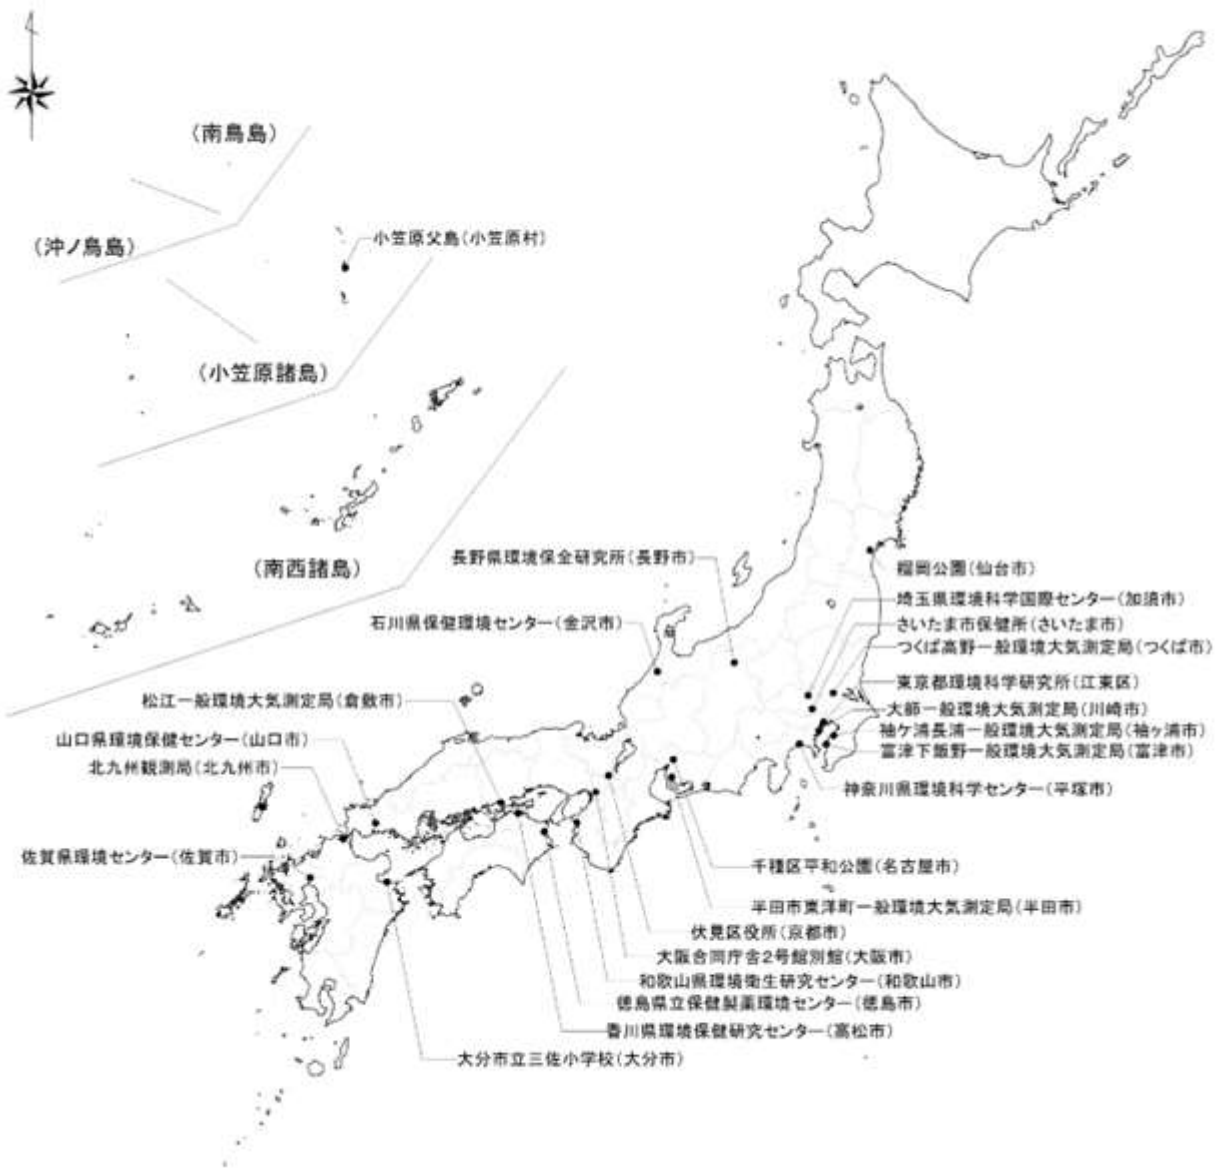 (南鳥島)
(沖ノ鳥島)
小笠原父島(小笠原村)
(小笠原諸島)
(南西諸島)
長野県環境保全研究所(長野市)
榴岡公園(仙台市)
埼玉県環境科学国際センター(加須市)
石川県保健環境センター(金沢市)
さいたま市保健所(さいたま市)
つくば高野一般環境大気測定局(つくば市)
東京都環境科学研究所(江東区)
松江一般環境大気測定局(倉敷市)
大師一般環境大気測定局(川崎市)
袖ケ浦長浦一般環境大気測定局(袖ヶ浦市)
山口県環境保健センター(山口市)
富津下飯野一般環境大気測定局(富津市)
北九州観測局(北九州市)
神奈川県環境科学センター(平塚市)
佐賀県環境センター(佐賀市)
千種区平和公園(名古屋市)
半田市東洋町一般環境大気測定局(半田市)
伏見区役所(京都市)
大阪合同庁舎2号館別館(大阪市)
和歌山県環境衛生研究センター(和歌山市)
徳島県立保健製薬環境センター(徳島市)
香川県環境保健研究センター(高松市)
大分市立三佐小学校(大分市)